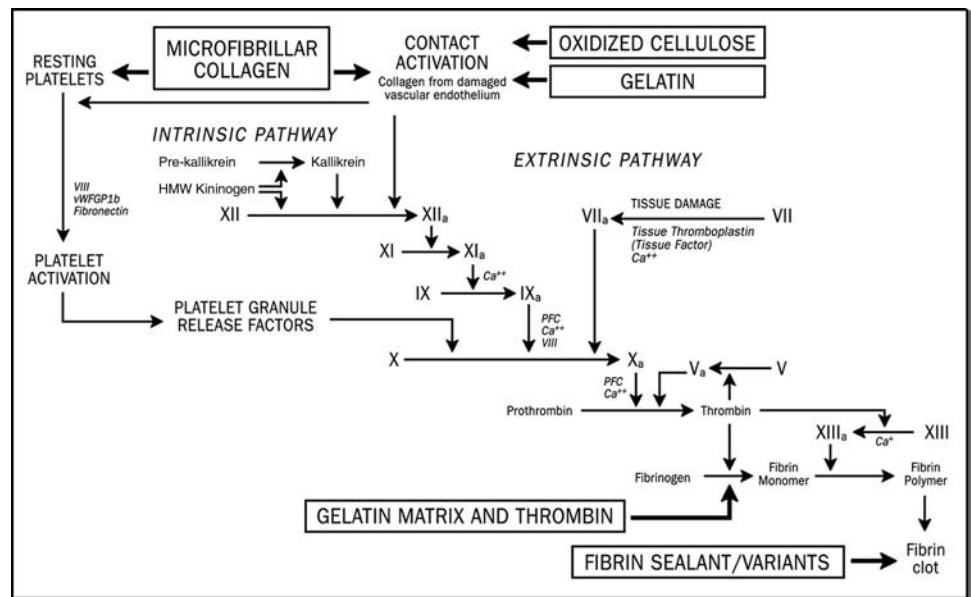 RESTING
PLATELETS
MICROFIBRILLAR
COLLAGEN
CONTACT
ACTIVATION
Collagen from damaged
vascular endothelium
OXIDIZED CELLULOSE
GELATIN
INTRINSIC PATHWAY
EXTRINSIC PATHWAY
Pre-kallikrein
Kallikrein
HMW Kininogen
XII
XIIa
VIII
vWFGP1b
Fibronectin
VIIa
TISSUE DAMAGE
VII
Tissue Thromboplastin
(Tissue Factor)
Ca++
XI
XIa
Ca++
PLATELET
ACTIVATION
IX
IXa
PLATELET GRANULE
RELEASE FACTORS
PFC
Ca++
VIII
X
Xa
PFC
Ca++
Va
V
Prothrombin
Thrombin
XIIIa
Ca+
XIII
Fibrinogen
Fibrin
Monomer
Fibrin
Polymer
GELATIN MATRIX AND THROMBIN
FIBRIN SEALANT/VARIANTS
Fibrin
clot